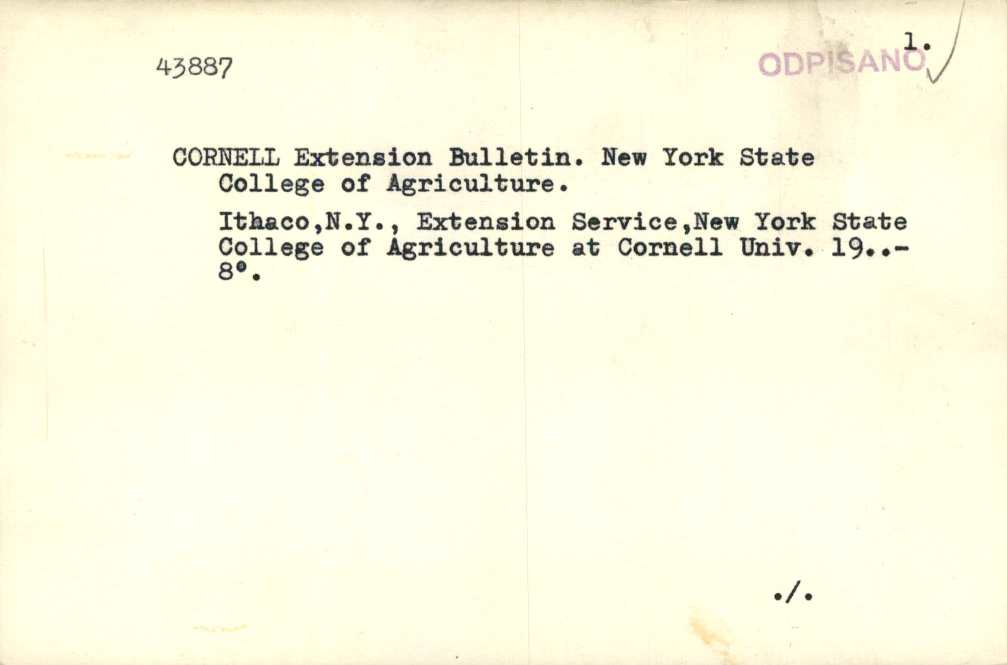 43887
ODPISANO
1.
CORNELL Extension Bulletin. New York State
College of Agriculture.
Ithaco,N.Y., Extension Service,New York State
College of Agriculture at Cornell Univ. 19..-
8°.
./.